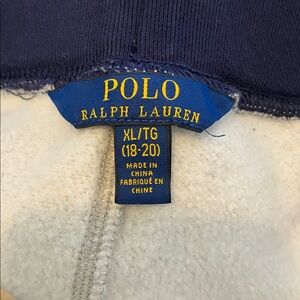 POLO
RALPH LAUREN
XL/TG
(18-20)
MADE IN
CHINA
FABRIQUÉ EN
CHINE